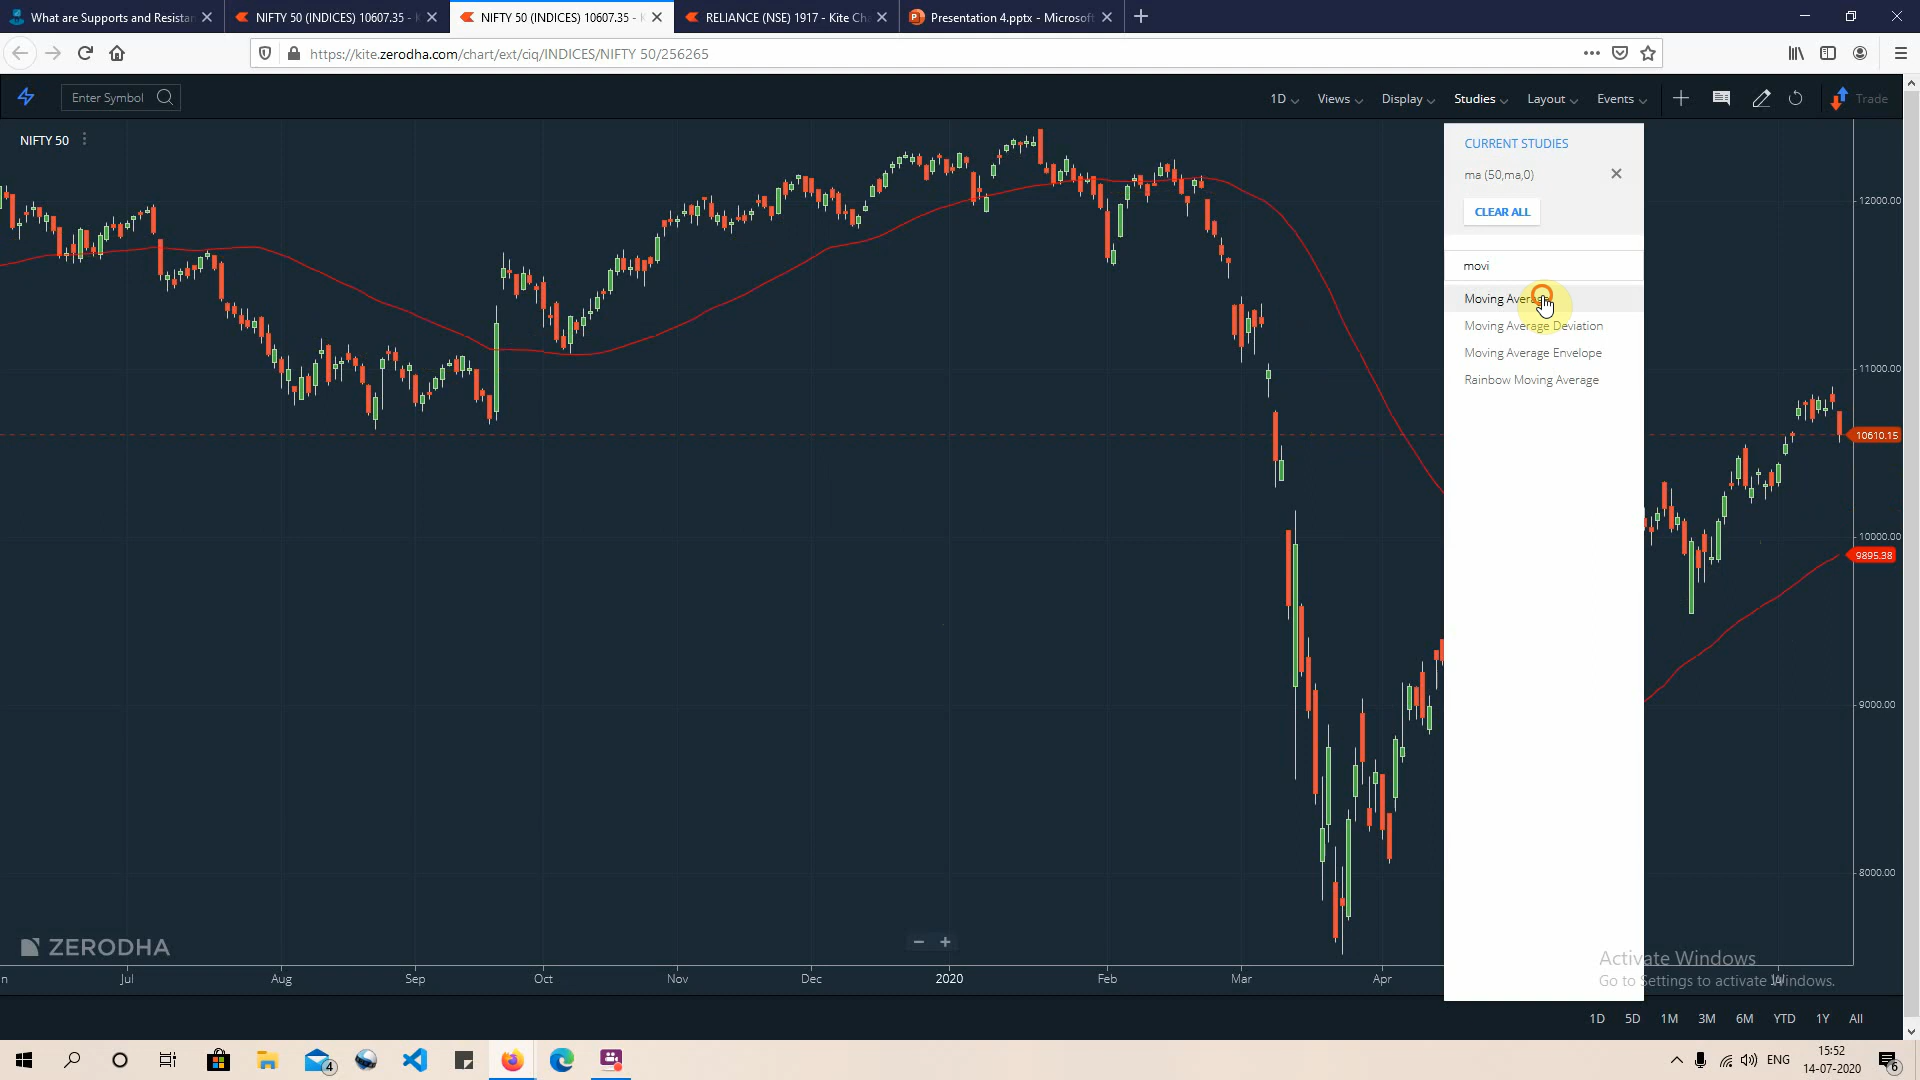 What are Supports and Resistan
NIFTY 50 (INDICES) 10607.35 - K
NIFTY 50 (INDICES) 10607.35 - K
RELIANCE (NSE) 1917 - Kite Cha
Presentation 4.pptx - Microsoft
https://kite.zerodha.com/chart/ext/ciq/INDICES/NIFTY 50/256265
Enter Symbol
1D
Views
Display
Studies
Layout
Events
Trade
NIFTY 50
CURRENT STUDIES
ma (50,ma,0)
CLEAR ALL
movi
Moving Average
Moving Average Deviation
Moving Average Envelope
Rainbow Moving Average
12000.00
11000.00
10610.15
10000.00
9895.38
9000.00
8000.00
ZERODHA
Activate Windows
Go to Settings to activate Windows.
n Jul Aug Sep Oct Nov Dec 2020 Feb Mar Apr Jul
1D 5D 1M 3M 6M YTD 1Y All
4
ENG
15:52
14-07-2020
6